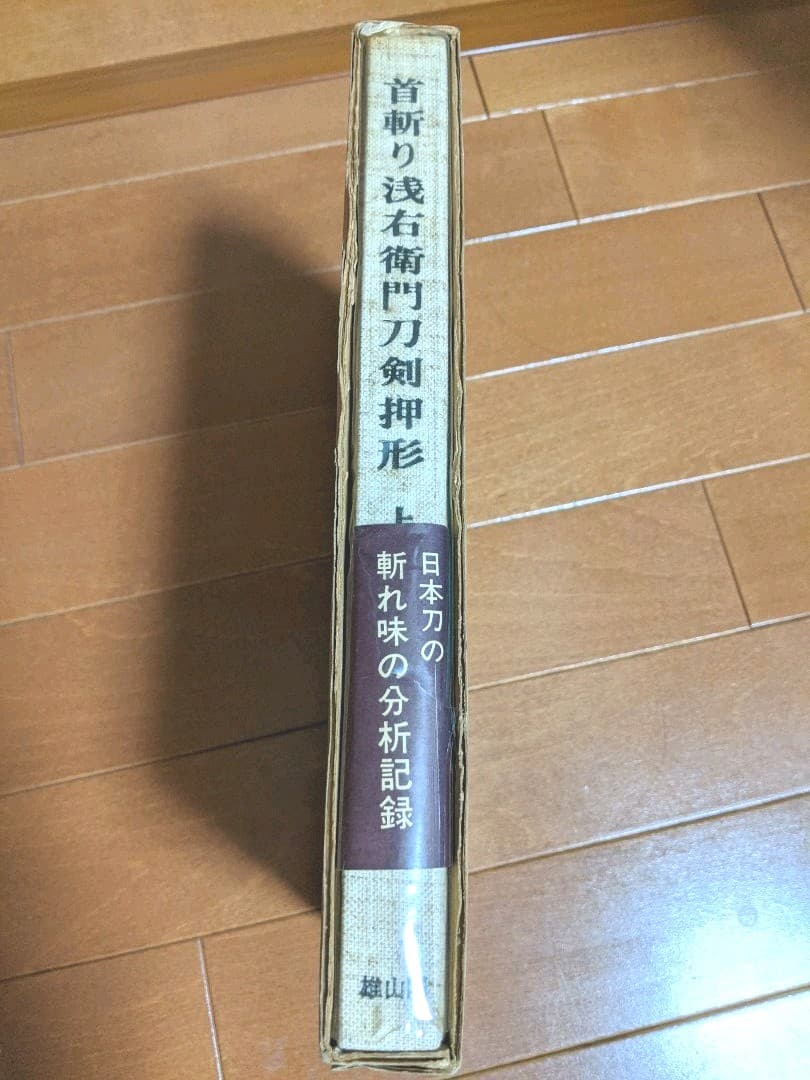 首斬り浅右衛門刀剣押形 上
日本刀の
斬れ味の分析記録
雄山